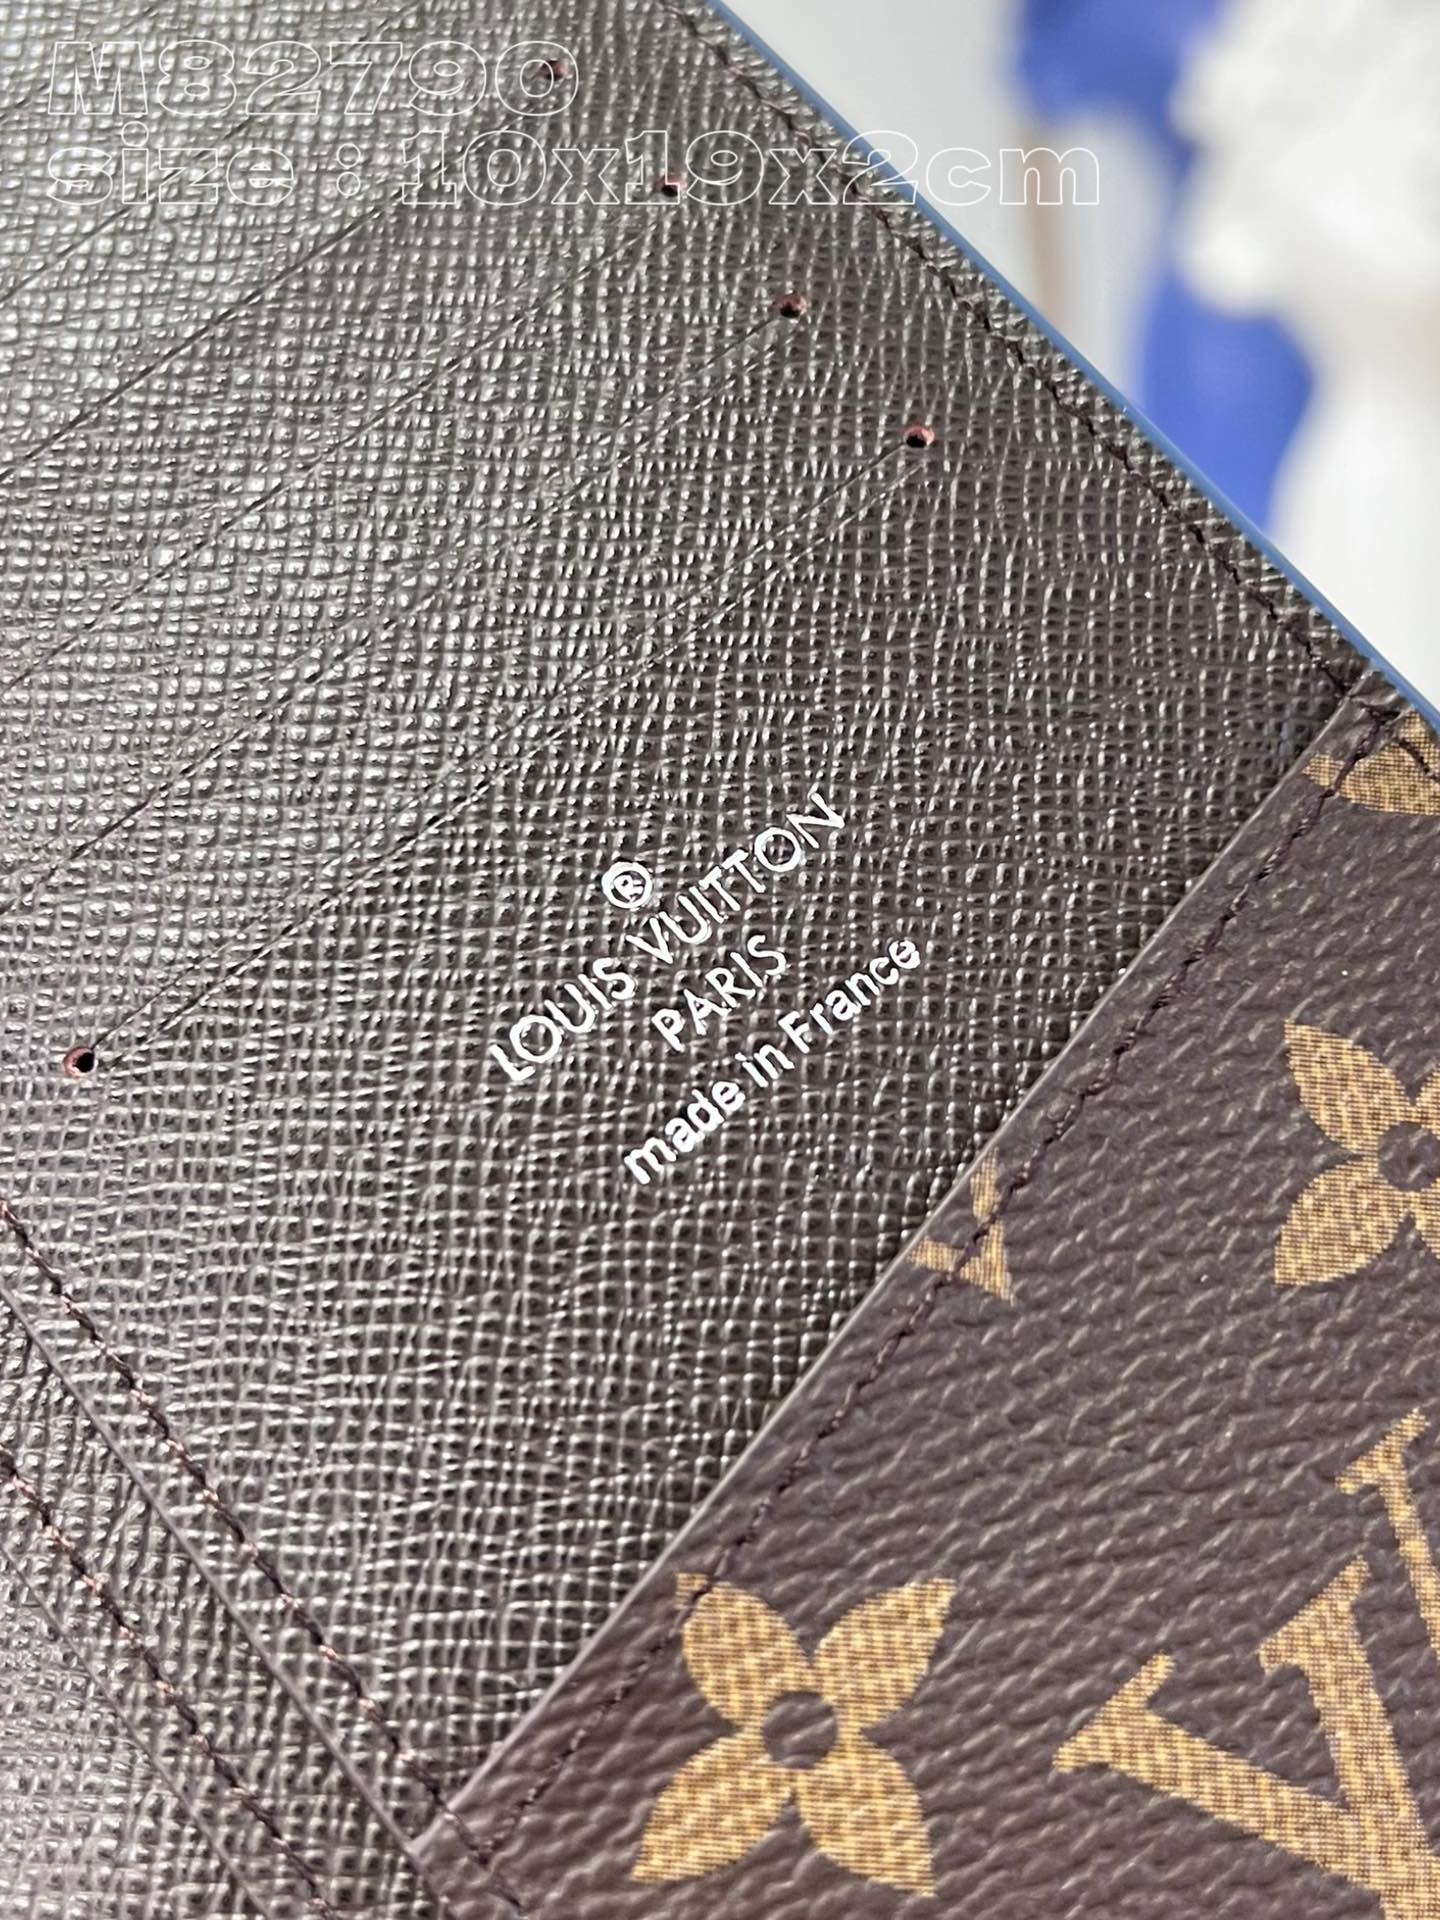 M82790
size : 10x19x2cm
®
LOUIS VUITTON
PARIS
made in France